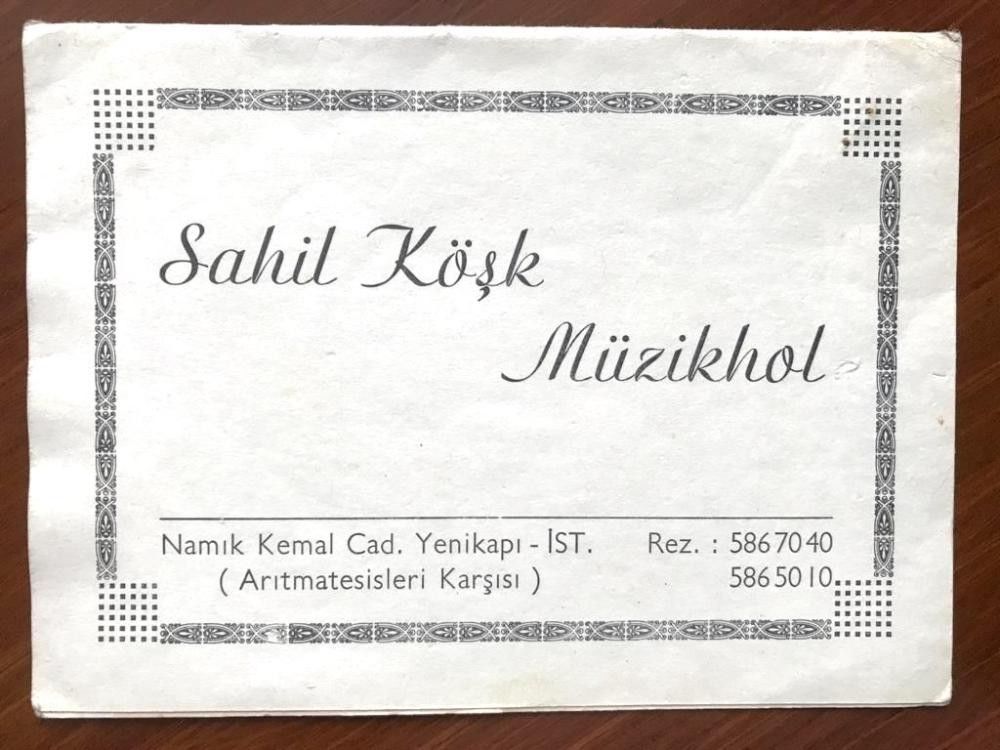 Sahil Köşk
Müzikhol
Namık Kemal Cad. Yenikapı - İST. Rez. : 5867040
( Arıtmatesisleri Karşısı ) 5865010